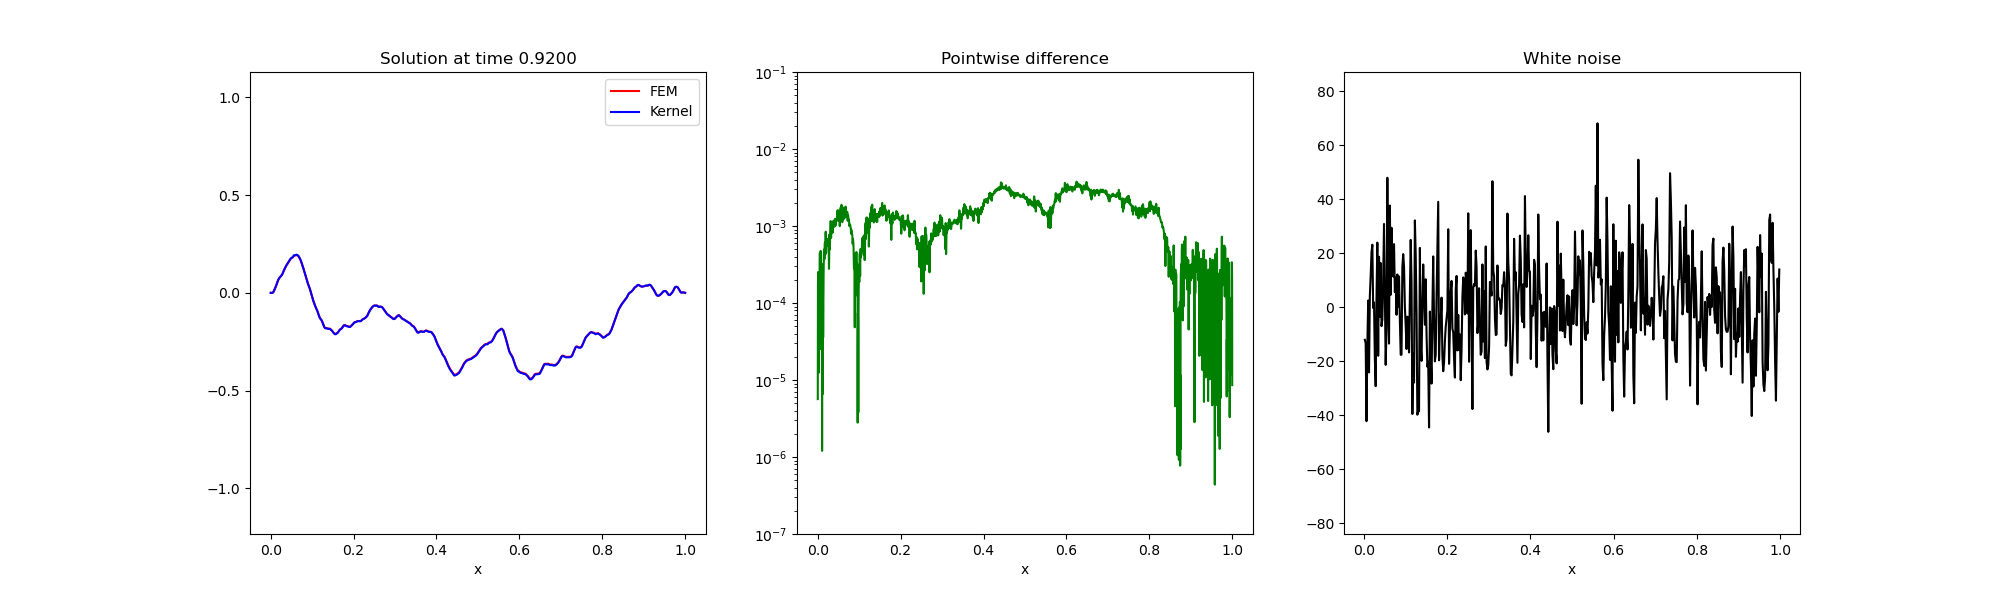 Solution at time 0.9200
1.0
0.5
0.0
−0.5
−1.0
0.0 0.2 0.4 0.6 0.8 1.0
x
FEM
Kernel
Pointwise difference
10⁻¹
10⁻²
10⁻³
10⁻⁴
10⁻⁵
10⁻⁶
10⁻⁷
0.0 0.2 0.4 0.6 0.8 1.0
x
White noise
80
60
40
20
0
−20
−40
−60
−80
0.0 0.2 0.4 0.6 0.8 1.0
x